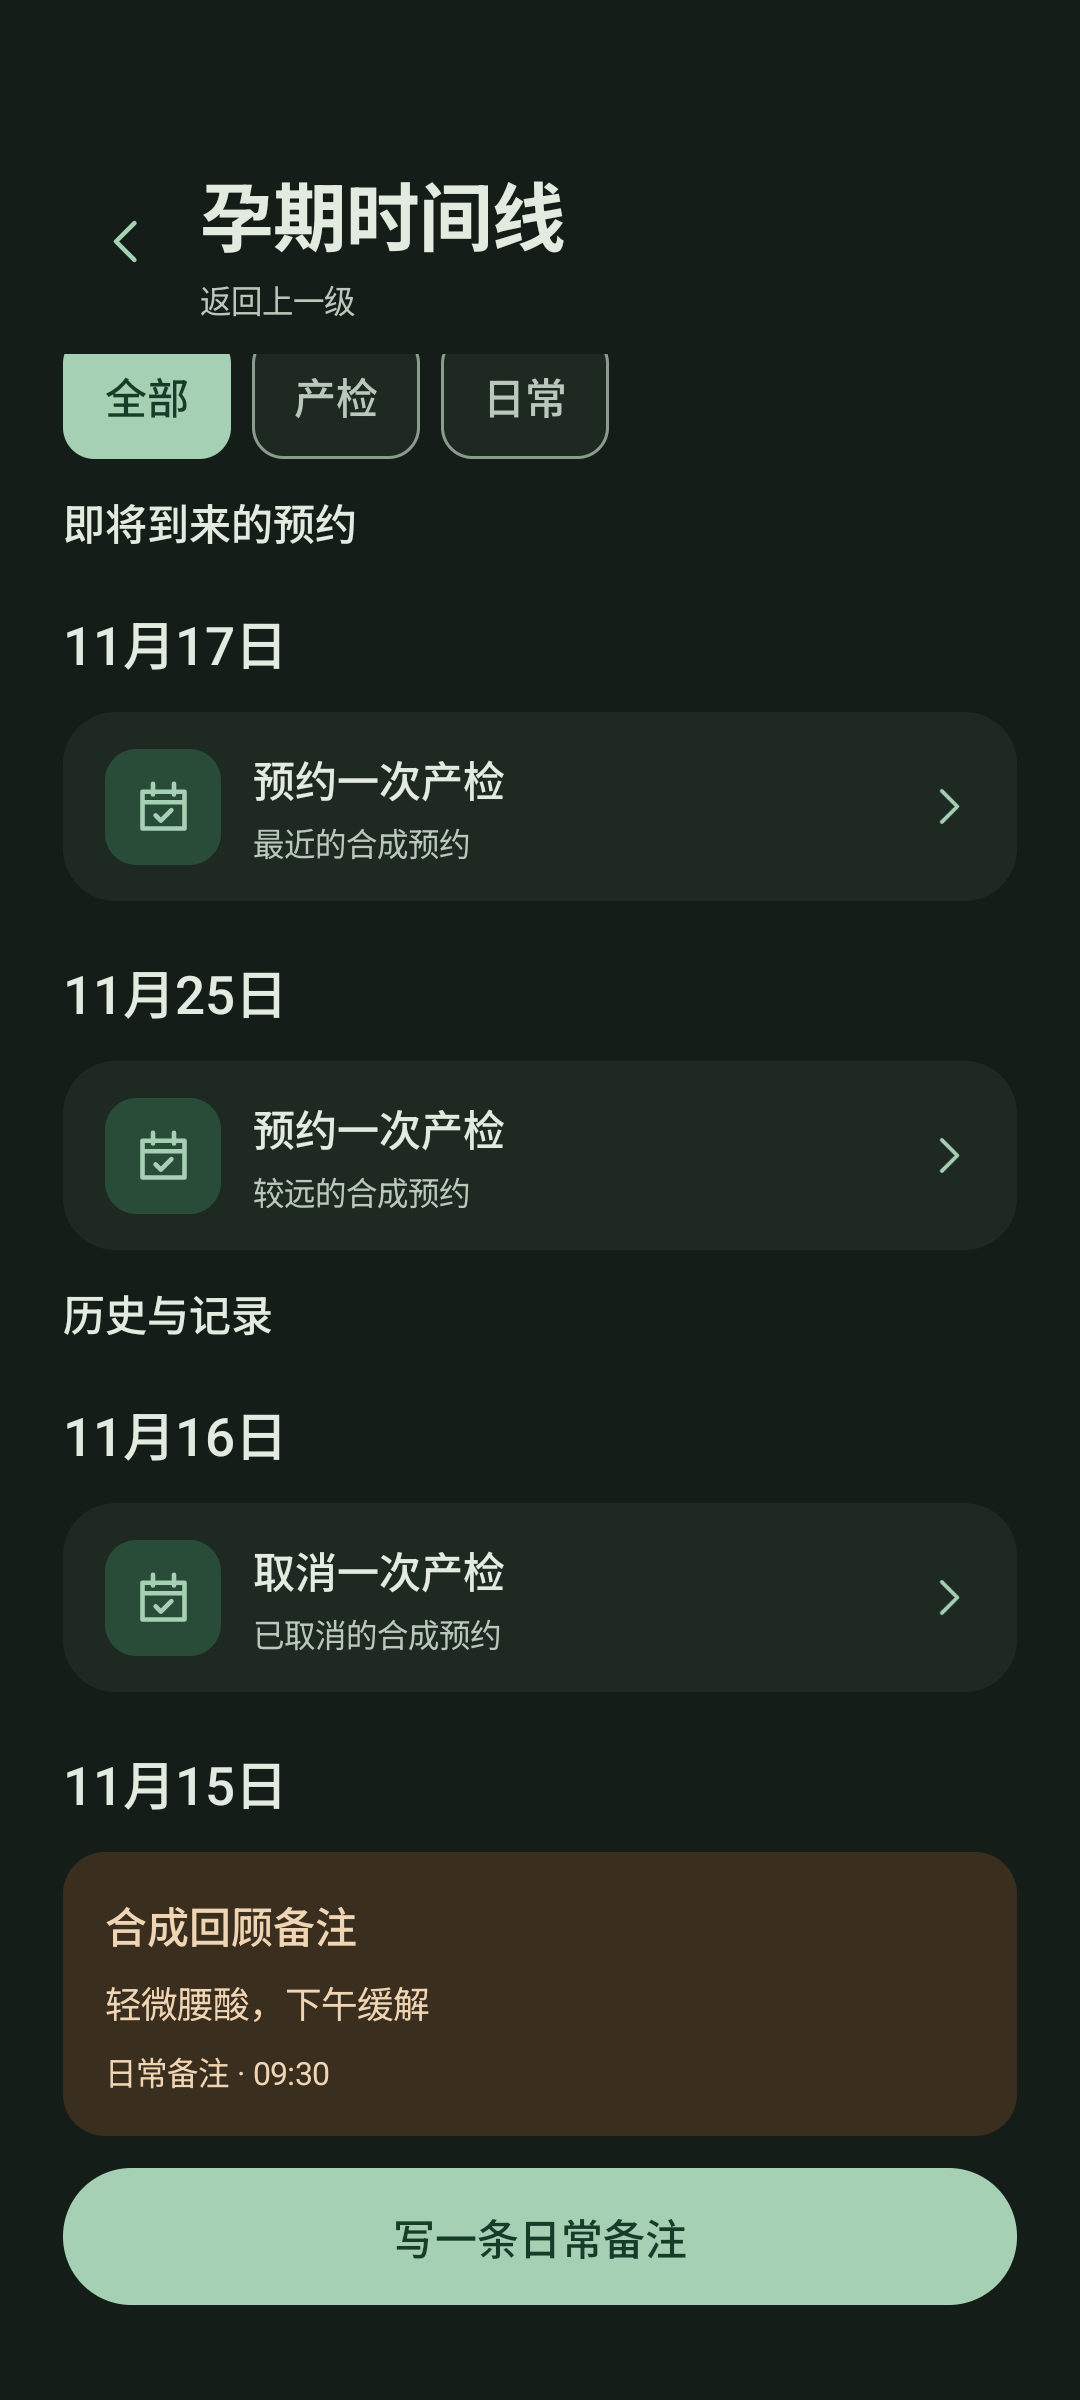 孕期时间线
返回上一级
全部
产检
日常
即将到来的预约
11月17日
预约一次产检
最近的合成预约
11月25日
预约一次产检
较远的合成预约
历史与记录
11月16日
取消一次产检
已取消的合成预约
11月15日
合成回顾备注
轻微腰酸，下午缓解
日常备注 · 09:30
写一条日常备注